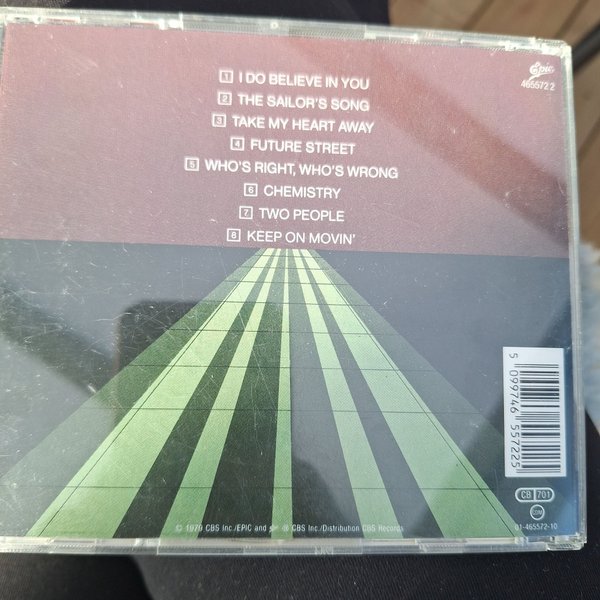 1 I DO BELIEVE IN YOU
2 THE SAILOR'S SONG
3 TAKE MY HEART AWAY
4 FUTURE STREET
5 WHO'S RIGHT, WHO'S WRONG
6 CHEMISTRY
7 TWO PEOPLE
8 KEEP ON MOVIN'
Epic
465572 2
5 099746 557225
CB 701
COM
01-465572-10
© 1979 CBS Inc./EPIC and ℗ CBS Inc./Distribution CBS Records